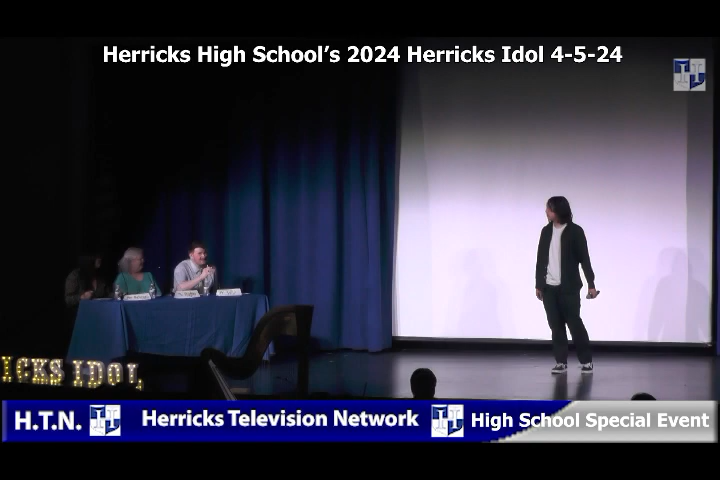 Herricks High School’s 2024 Herricks Idol 4-5-24
ICKS IDOL
H.T.N.
Herricks Television Network
High School Special Event